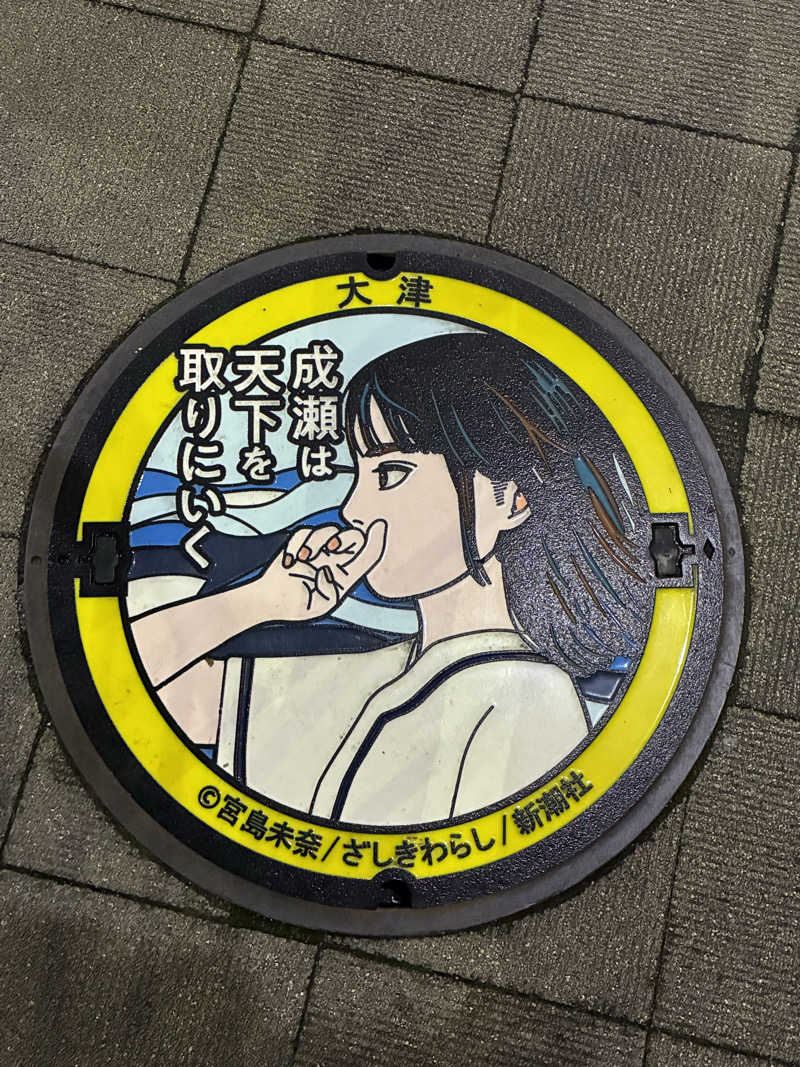 大津
成瀬は
天下を
取りにいく
©宮島未奈/ざしきわらし/新潮社